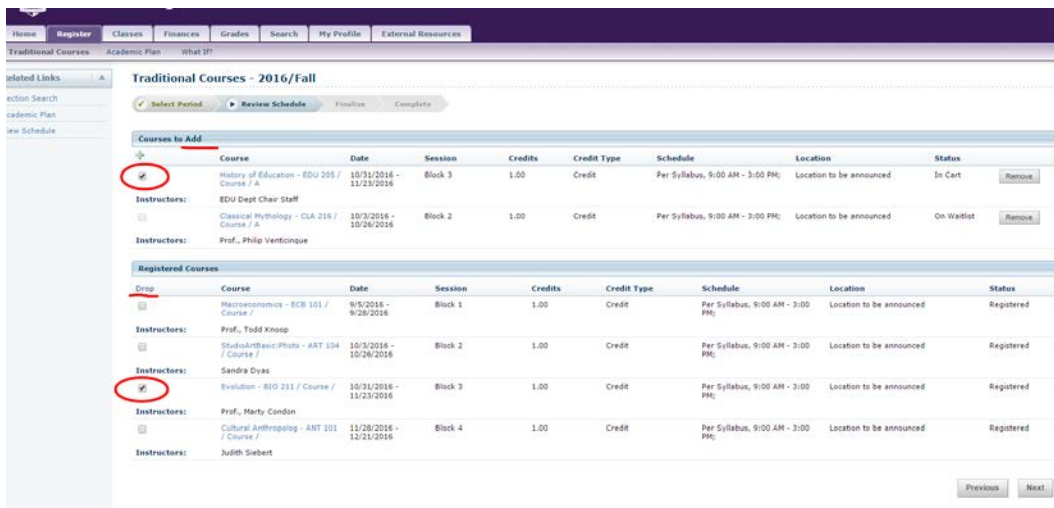 Home Register Classes Finances Grades Search My Profile External Resources
Traditional Courses Academic Plan What If?
elated Links
ection Search
cademic Plan
iew Schedule
Traditional Courses - 2016/Fall
Select Period Review Schedule Finalize Complete
Courses to Add
Course Date Session Credits Credit Type Schedule Location Status
History of Education - EDU 205 / 10/31/2016 - Block 3 1.00 Credit Per Syllabus, 9:00 AM - 3:00 PM; Location to be announced In Cart Remove
Course / A 11/23/2016
Instructors: EDU Dept Chair Staff
Classical Mythology - CLA 216 / 10/3/2016 - Block 2 1.00 Credit Per Syllabus, 9:00 AM - 3:00 PM; Location to be announced On Waitlist Remove
Course / A 10/26/2016
Instructors: Prof., Philip Venticinque
Registered Courses
Drop Course Date Session Credits Credit Type Schedule Location Status
Macroeconomics - ECB 101 / 9/5/2016 - Block 1 1.00 Credit Per Syllabus, 9:00 AM - 3:00 Location to be announced Registered
Course / 9/28/2016 PM;
Instructors: Prof., Todd Knoop
StudioArtBasic:Photo - ART 104 10/3/2016 - Block 2 1.00 Credit Per Syllabus, 9:00 AM - 3:00 Location to be announced Registered
/ Course / 10/26/2016 PM;
Instructors: Sandra Dyas
Evolution - BIO 211 / Course / 10/31/2016 - Block 3 1.00 Credit Per Syllabus, 9:00 AM - 3:00 Location to be announced Registered
11/23/2016 PM;
Instructors: Prof., Marty Condon
Cultural Anthropolog - ANT 101 11/28/2016 - Block 4 1.00 Credit Per Syllabus, 9:00 AM - 3:00 Location to be announced Registered
/ Course / 12/21/2016 PM;
Instructors: Judith Siebert
Previous Next